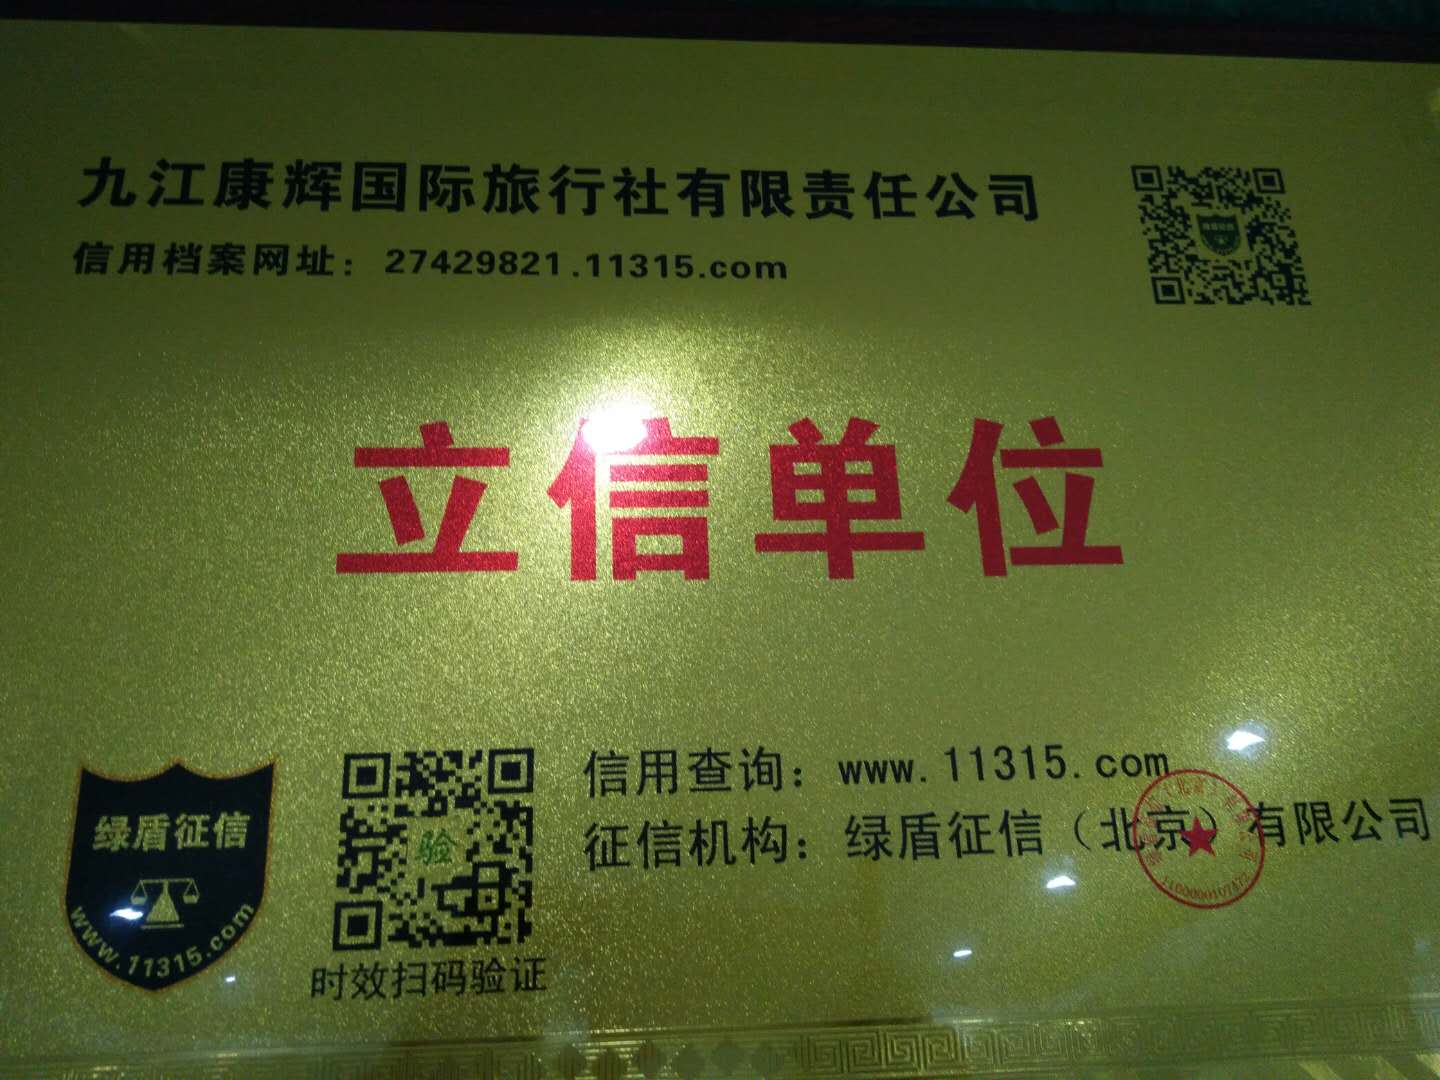 九江康辉国际旅行社有限责任公司
信用档案网址：27429821.11315.com
立信单位
绿盾征信
www.11315.com
验
时效扫码验证
信用查询：www.11315.com
征信机构：绿盾征信（北京）有限公司